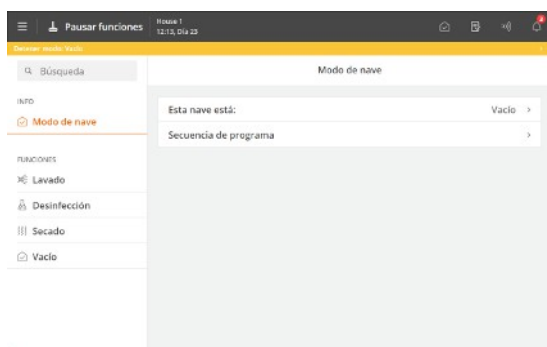 Pausar funciones
House 1
12:13, Día 23
Detener modo: Vacío
Búsqueda
Modo de nave
INFO
Modo de nave
Esta nave está:
Vacío
Secuencia de programa
FUNCIONES
Lavado
Desinfección
Secado
Vacío